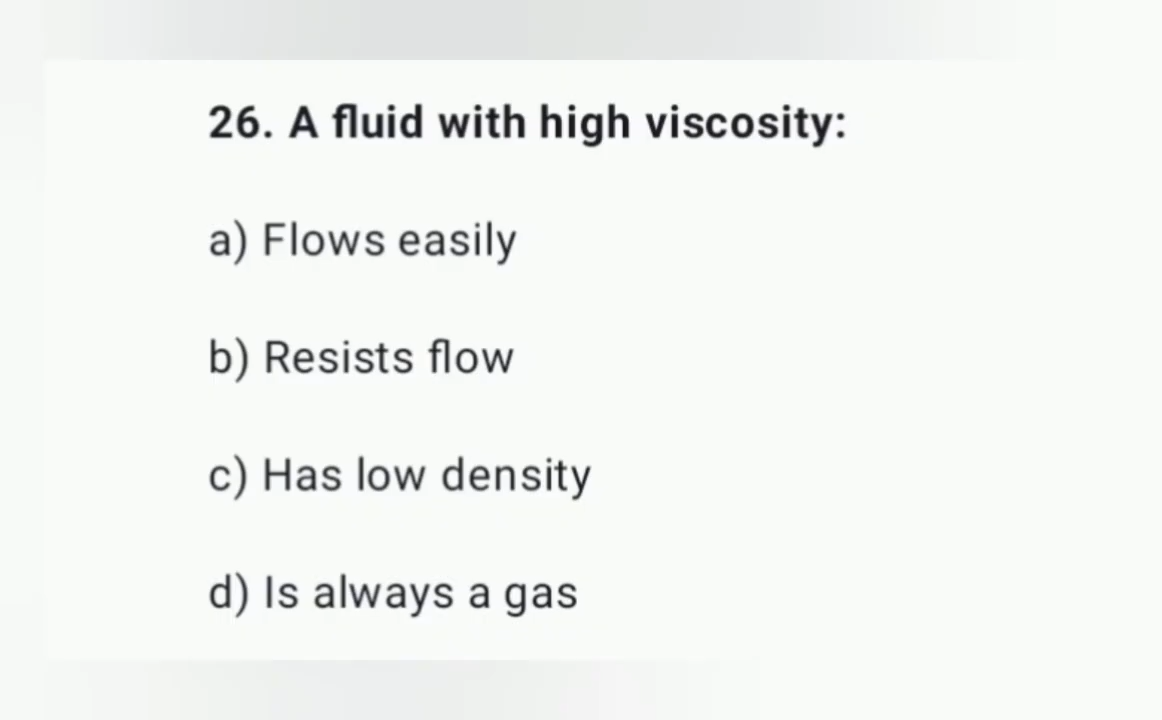 26. A fluid with high viscosity:
a) Flows easily
b) Resists flow
c) Has low density
d) Is always a gas